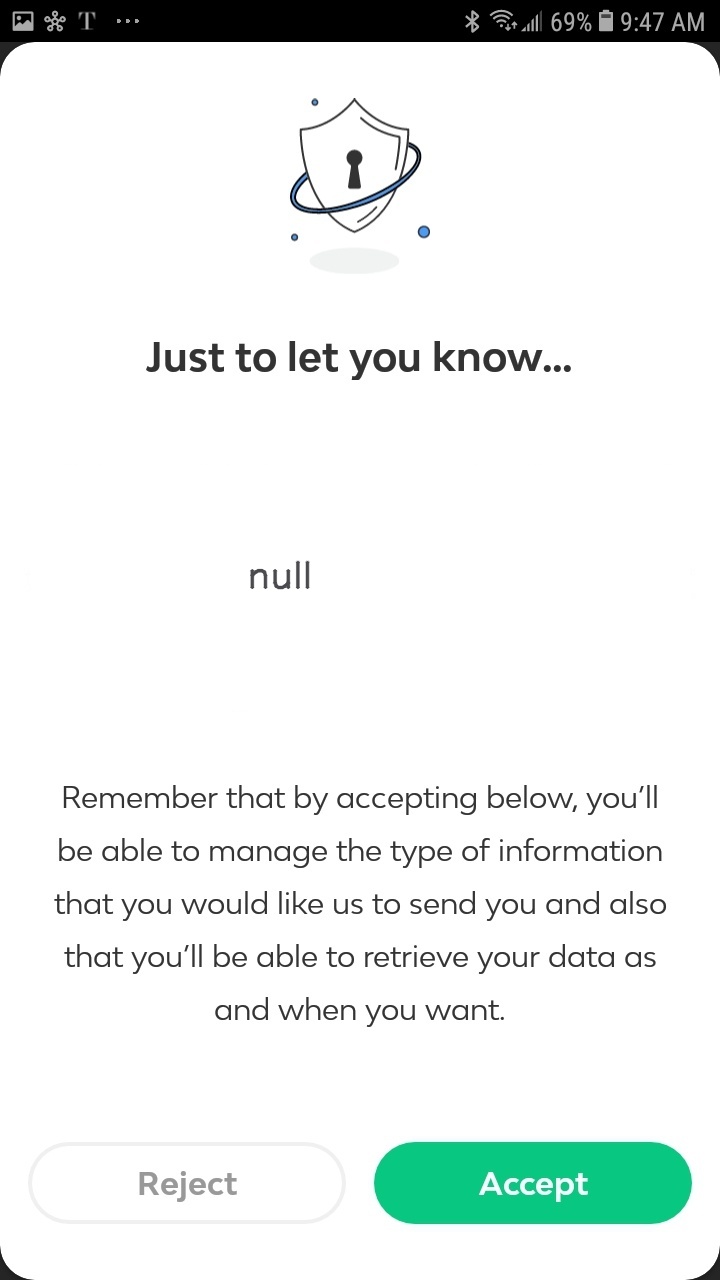 T ... 69% 9:47 AM
Just to let you know...
null
Remember that by accepting below, you’ll
be able to manage the type of information
that you would like us to send you and also
that you’ll be able to retrieve your data as
and when you want.
Reject Accept